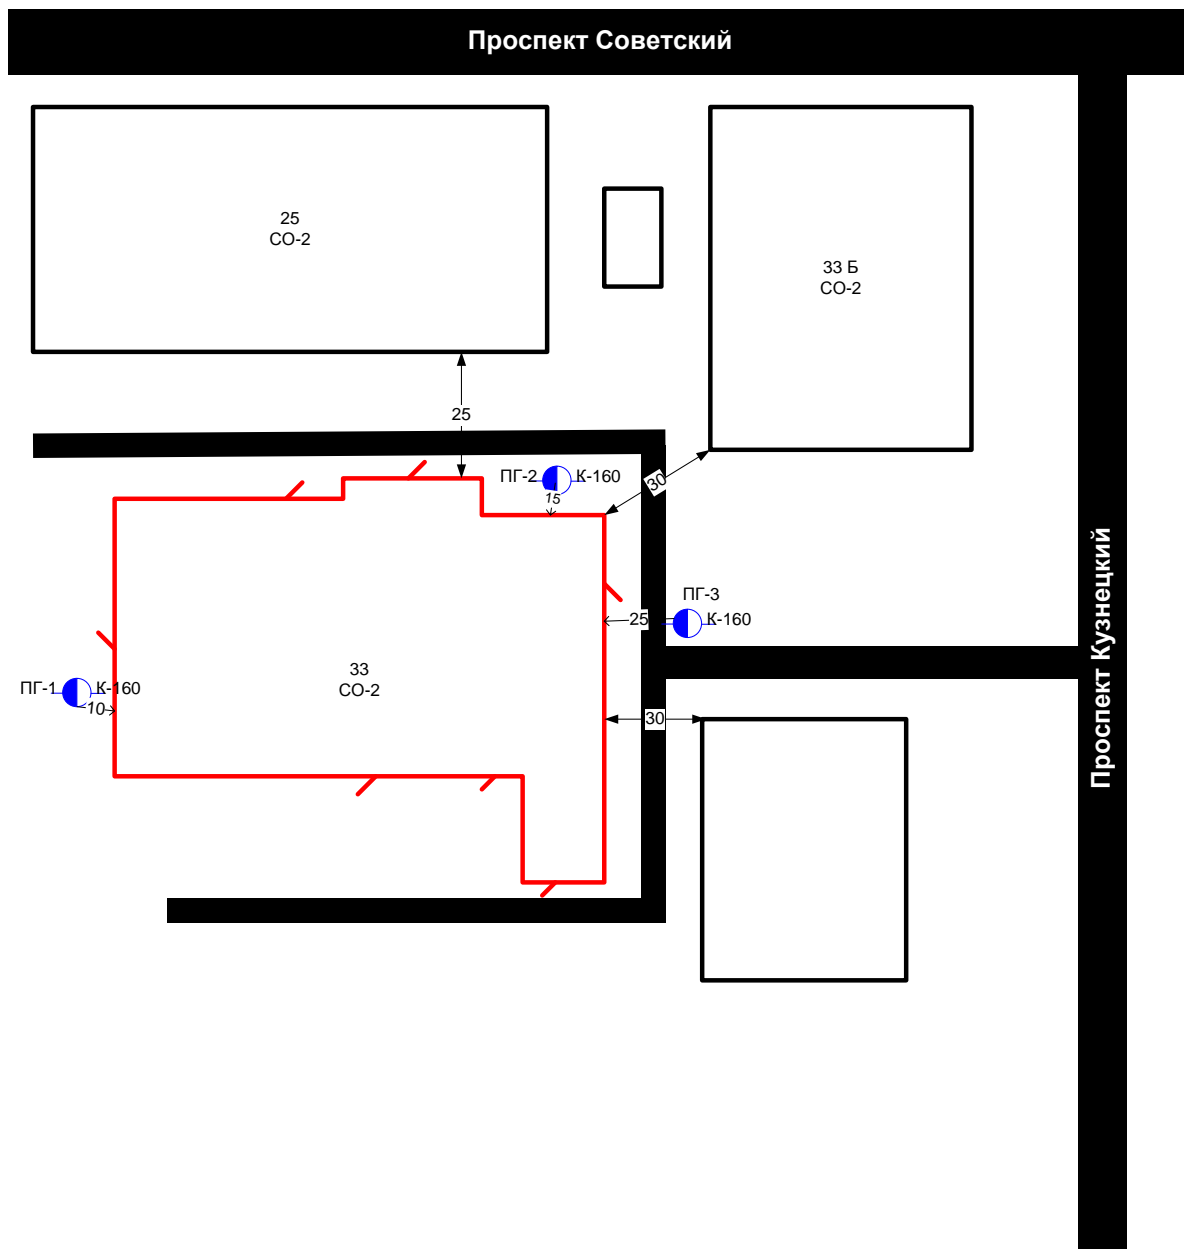 Проспект Советский
25
СО-2
33 Б
СО-2
25
ПГ-2
К-160
15
30
ПГ-3
25
К-160
33
СО-2
ПГ-1
К-160
10
30
Проспект Кузнецкий